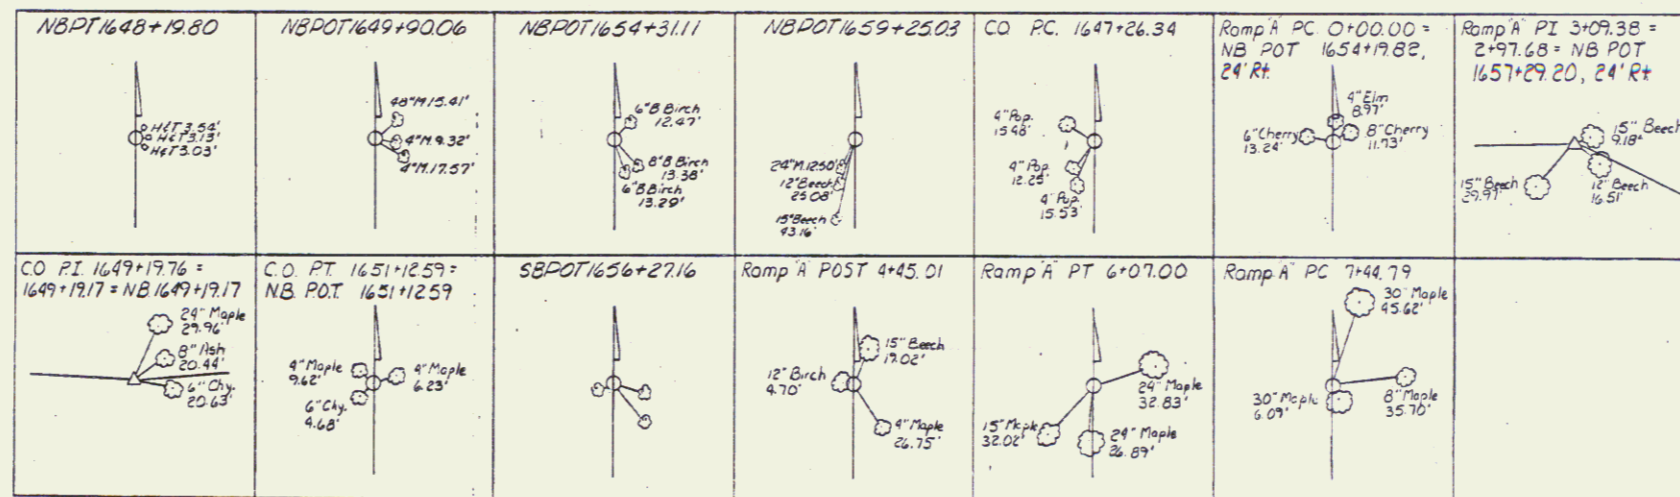 NBPT1648+19.80
H&T 3.54'
H&T 3.13'
H&T 3.03'
NBPOT1649+90.06
48"M.15.41'
4"M.9.32'
4"M.17.57'
NBPOT1654+31.11
6"B Birch
12.47'
8"B Birch
13.38'
6"B Birch
13.29'
NBPOT1659+25.03
24"M.12.50'
12"Beech
25.08'
15"Beech
43.16'
C.O. P.C. 1647+26.34
4" Pop.
15.48'
4" Pop.
12.25'
4" Pop.
15.53'
Ramp "A" PC 0+00.00 =
NB POT 1654+19.82,
24' Rt.
4" Elm
8.97'
6" Cherry
13.24'
8" Cherry
11.73'
Ramp "A" PI 3+09.38 =
2+97.68 = NB POT
1657+29.20, 24' Rt
15" Beech
9.18'
15" Beech
29.97'
12" Beech
16.51'
C.O P.I. 1649+19.76 =
1649+19.17 = N.B. 1649+19.17
24" Maple
29.96'
8" Ash
20.44'
6" Chy.
20.63'
C.O. P.T. 1651+12.59 =
N.B. P.O.T. 1651+12.59
4" Maple
9.62'
4" Maple
6.23'
6" Chy.
4.68'
SBPOT1656+27.16
Ramp "A" POST 4+45.01
15" Beech
19.02'
12" Birch
4.70'
4" Maple
26.75'
Ramp "A" PT 6+07.00
24" Maple
32.83'
15" Maple
32.02'
24" Maple
26.89'
Ramp "A" PC 7+44.79
30" Maple
45.62'
30" Maple
6.09'
8" Maple
35.70'